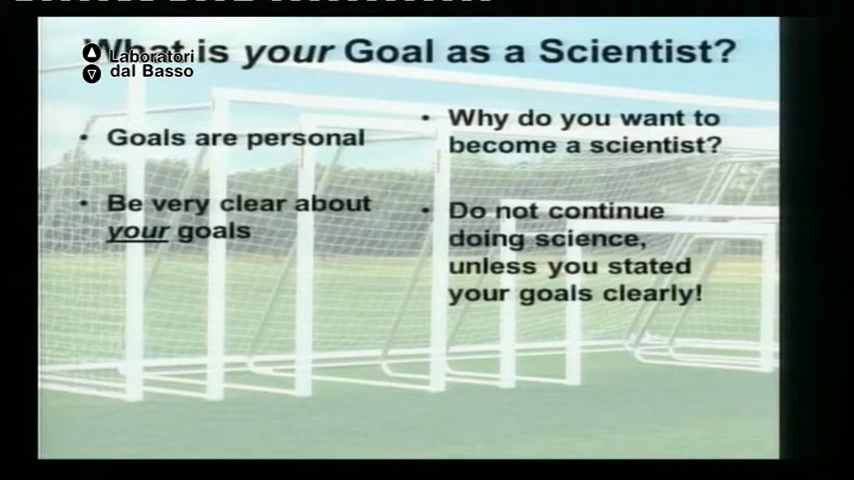 What is your Goal as a Scientist?
Laboratori
dal Basso
• Goals are personal
• Be very clear about
your goals
• Why do you want to
become a scientist?
• Do not continue
doing science,
unless you stated
your goals clearly!